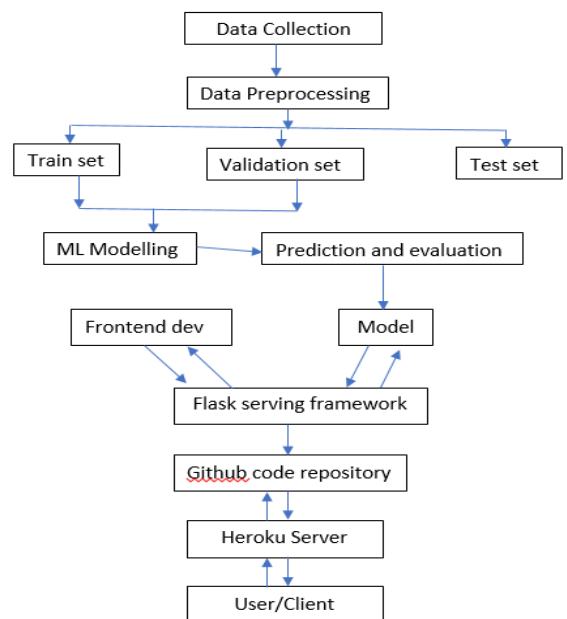 Data Collection
Data Preprocessing
Train set
Validation set
Test set
ML Modelling
Prediction and evaluation
Frontend dev
Model
Flask serving framework
Github code repository
Heroku Server
User/Client